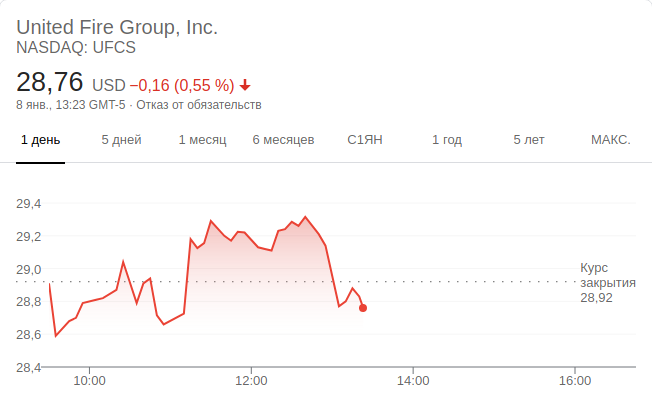 United Fire Group, Inc.
NASDAQ: UFCS
28,76 USD −0,16 (0,55 %)
8 янв., 13:23 GMT-5 · Отказ от обязательств
1 день 5 дней 1 месяц 6 месяцев С1ЯН 1 год 5 лет МАКС.
29,4
29,2
29,0
28,8
28,6
28,4
Курс
закрытия
28,92
10:00 12:00 14:00 16:00